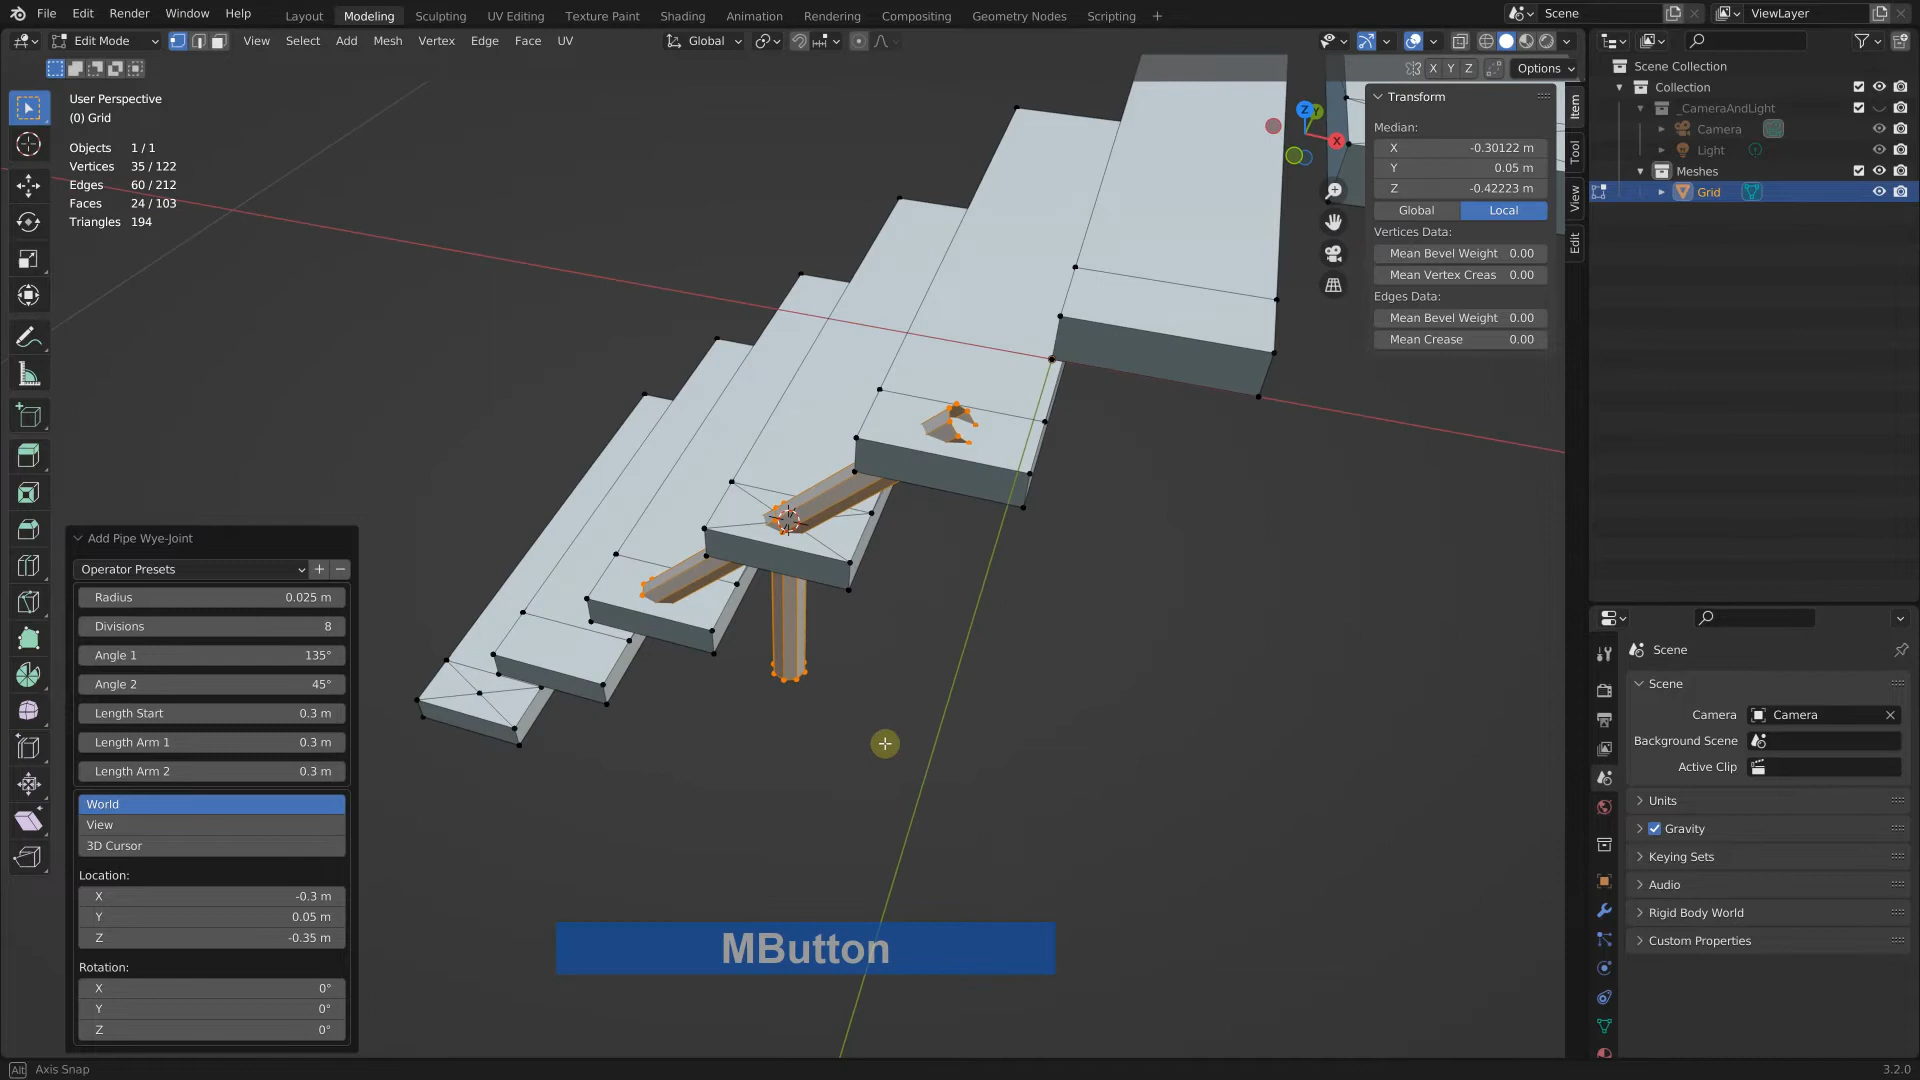 File Edit Render Window Help Layout Modeling Sculpting UV Editing Texture Paint Shading Animation Rendering Compositing Geometry Nodes Scripting + Scene ViewLayer
Edit Mode View Select Add Mesh Vertex Edge Face UV Global
X Y Z Options
User Perspective
(0) Grid
Objects 1 / 1
Vertices 35 / 122
Edges 60 / 212
Faces 24 / 103
Triangles 194
Z Y X
Transform
Median:
X -0.30122 m
Y 0.05 m
Z -0.42223 m
Global Local
Vertices Data:
Mean Bevel Weight 0.00
Mean Vertex Creas 0.00
Edges Data:
Mean Bevel Weight 0.00
Mean Crease 0.00
Item
Tool
View
Edit
Scene Collection
Collection
_CameraAndLight
Camera
Light
Meshes
Grid
Add Pipe Wye-Joint
Operator Presets + −
Radius 0.025 m
Divisions 8
Angle 1 135°
Angle 2 45°
Length Start 0.3 m
Length Arm 1 0.3 m
Length Arm 2 0.3 m
World
View
3D Cursor
Location:
X -0.3 m
Y 0.05 m
Z -0.35 m
Rotation:
X 0°
Y 0°
Z 0°
MButton
Scene
Scene
Camera Camera
Background Scene
Active Clip
Units
Gravity
Keying Sets
Audio
Rigid Body World
Custom Properties
Alt Axis Snap 3.2.0